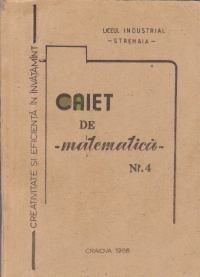 LICEUL INDUSTRIAL
-STREHAIA-
CAIET
DE
-matematică-
Nr. 4
CREATIVITATE ȘI EFICIENȚĂ ÎN ÎNVĂȚĂMÎNT
CRAIOVA 1988